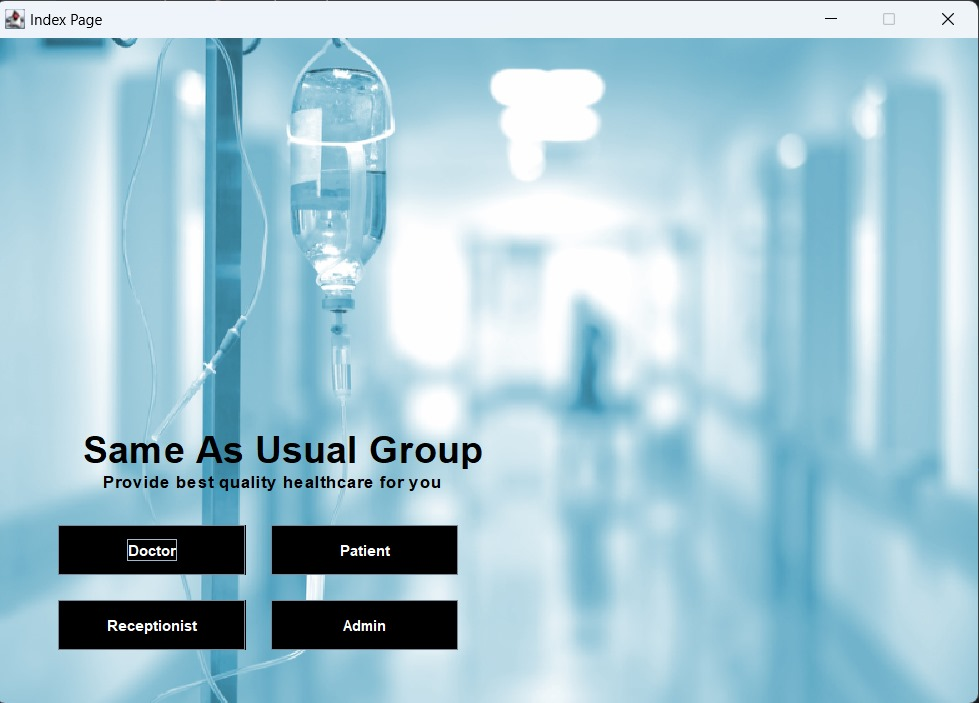 Index Page
Same As Usual Group
Provide best quality healthcare for you
Doctor
Patient
Receptionist
Admin